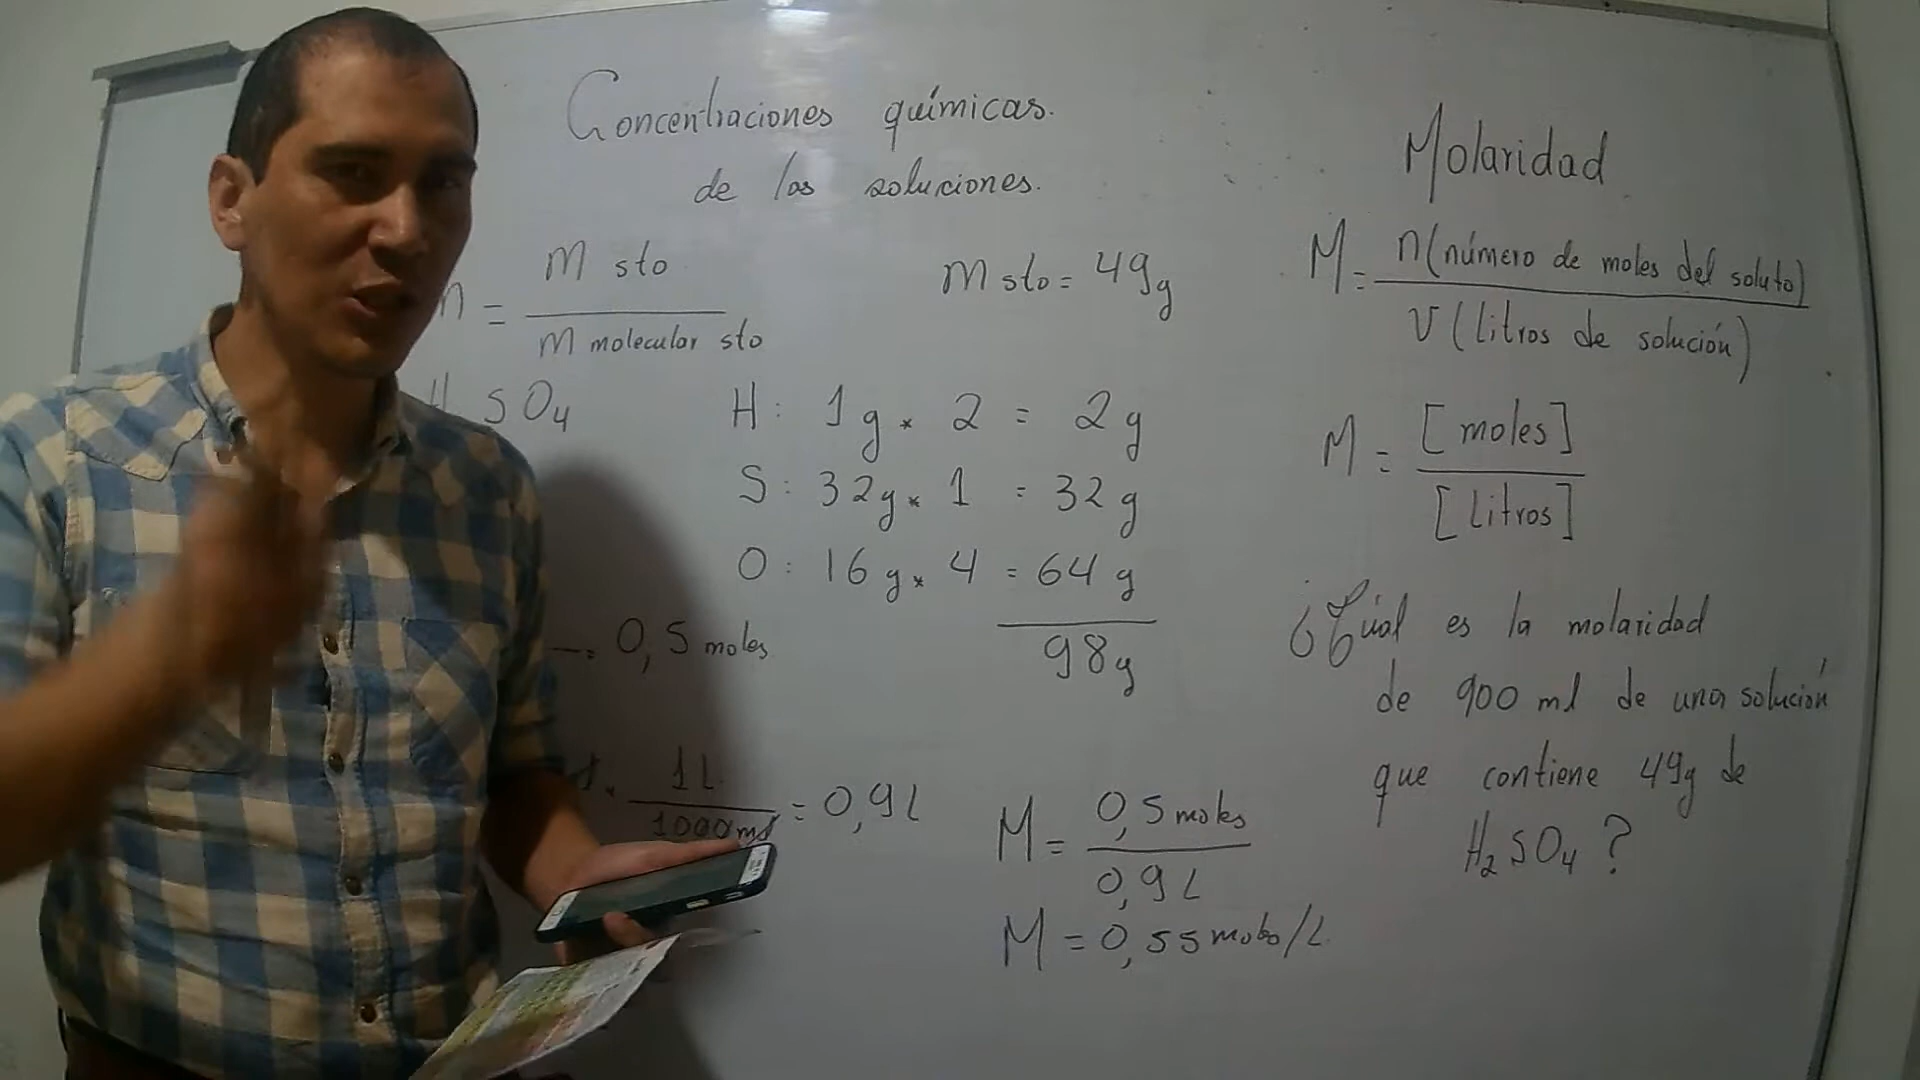 Concentraciones químicas.
de las soluciones.
n = m sto
m molecular sto
m sto = 49g
H SO4
H: 1g * 2 = 2g
S: 32g * 1 = 32g
O: 16g * 4 = 64g
98g
= 0,5 moles
1L
1000ml = 0,9L
M = 0,5 moles
0,9L
M = 0,55 moles/L
Molaridad
M = n(número de moles del soluto)
V (litros de solución)
M = [moles]
[Litros]
¿Cúal es la molaridad
de 900 ml de una solución
que contiene 49g de
H2SO4?